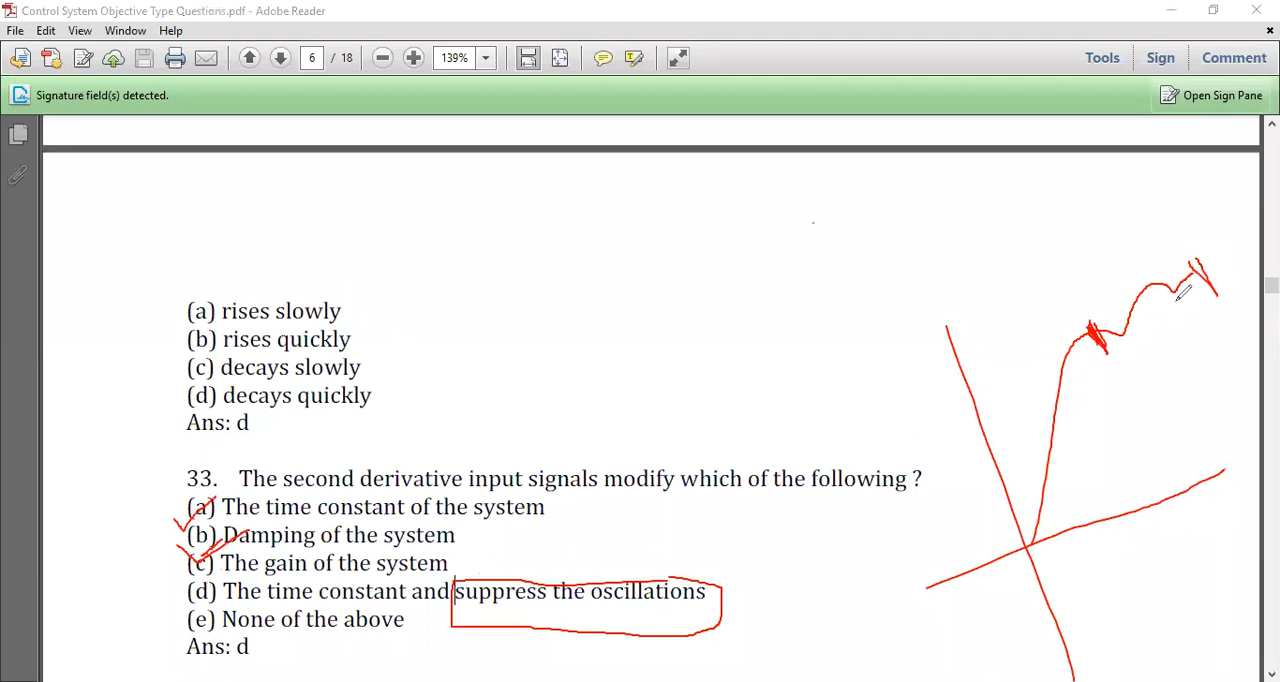 Control System Objective Type Questions.pdf - Adobe Reader
File Edit View Window Help
6 / 18 139% Tools Sign Comment
Signature field(s) detected. Open Sign Pane
(a) rises slowly
(b) rises quickly
(c) decays slowly
(d) decays quickly
Ans: d
33. The second derivative input signals modify which of the following ?
(a) The time constant of the system
(b) Damping of the system
(c) The gain of the system
(d) The time constant and suppress the oscillations
(e) None of the above
Ans: d